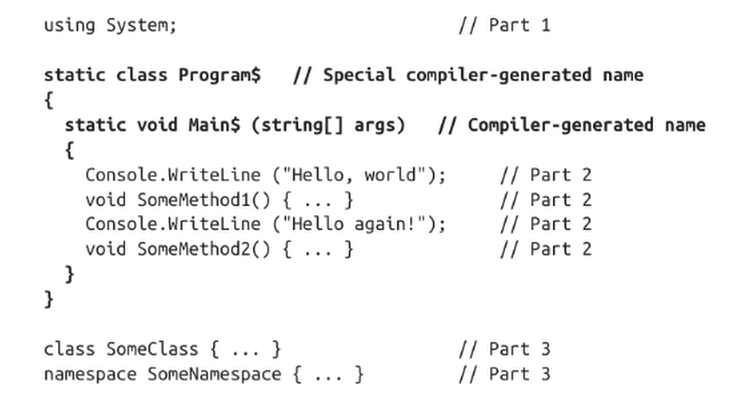 using System;                           // Part 1

static class Program$   // Special compiler-generated name
{
  static void Main$ (string[] args)   // Compiler-generated name
  {
    Console.WriteLine ("Hello, world");     // Part 2
    void SomeMethod1() { ... }              // Part 2
    Console.WriteLine ("Hello again!");     // Part 2
    void SomeMethod2() { ... }              // Part 2
  }
}

class SomeClass { ... }                 // Part 3
namespace SomeNamespace { ... }         // Part 3